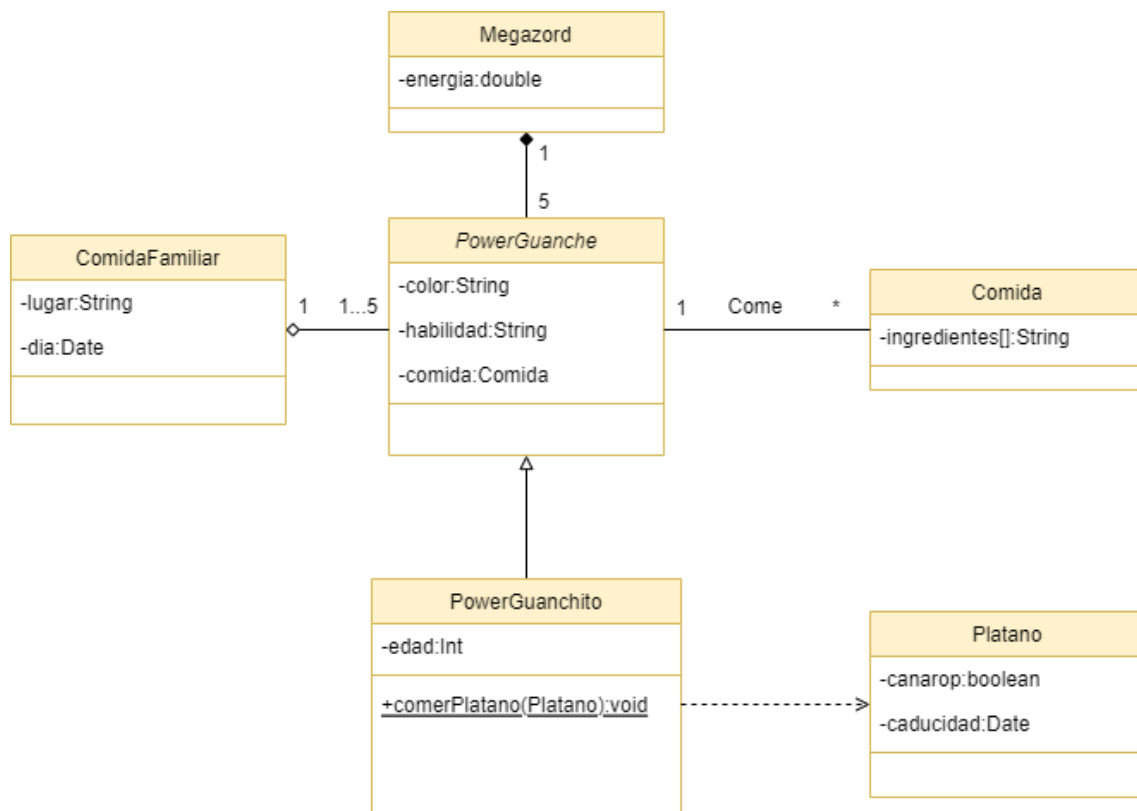 Megazord
-energia:double
1
5
ComidaFamiliar
-lugar:String
-dia:Date
1
1...5
PowerGuanche
-color:String
-habilidad:String
-comida:Comida
1
Come
*
Comida
-ingredientes[]:String
PowerGuanchito
-edad:Int
+comerPlatano(Platano):void
Platano
-canarop:boolean
-caducidad:Date